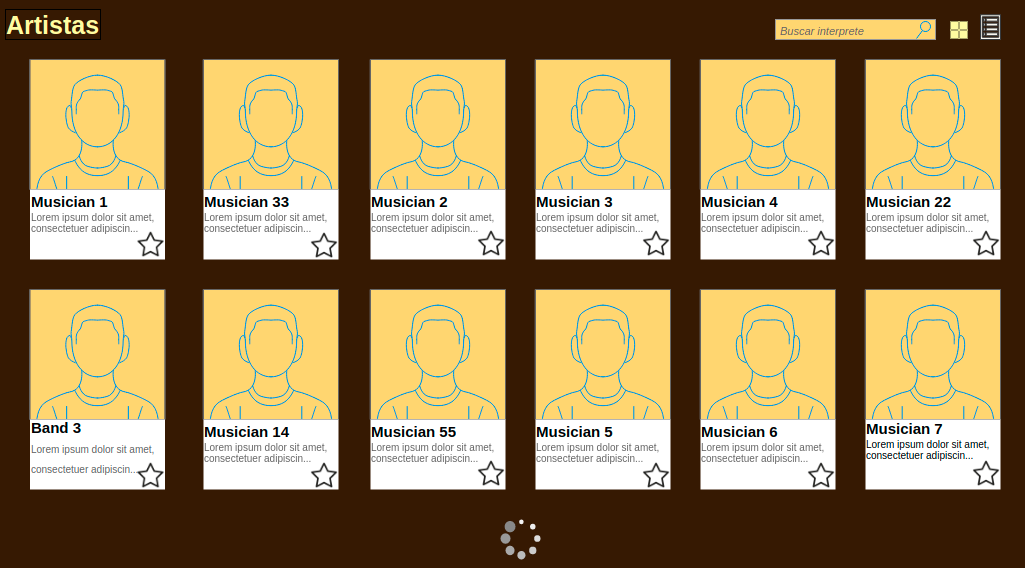 Artistas
Buscar interprete
Musician 1
Lorem ipsum dolor sit amet,
consectetuer adipiscin...
Musician 33
Lorem ipsum dolor sit amet,
consectetuer adipiscin...
Musician 2
Lorem ipsum dolor sit amet,
consectetuer adipiscin...
Musician 3
Lorem ipsum dolor sit amet,
consectetuer adipiscin...
Musician 4
Lorem ipsum dolor sit amet,
consectetuer adipiscin...
Musician 22
Lorem ipsum dolor sit amet,
consectetuer adipiscin...
Band 3
Lorem ipsum dolor sit amet,
consectetuer adipiscin...
Musician 14
Lorem ipsum dolor sit amet,
consectetuer adipiscin...
Musician 55
Lorem ipsum dolor sit amet,
consectetuer adipiscin...
Musician 5
Lorem ipsum dolor sit amet,
consectetuer adipiscin...
Musician 6
Lorem ipsum dolor sit amet,
consectetuer adipiscin...
Musician 7
Lorem ipsum dolor sit amet,
consectetuer adipiscin...